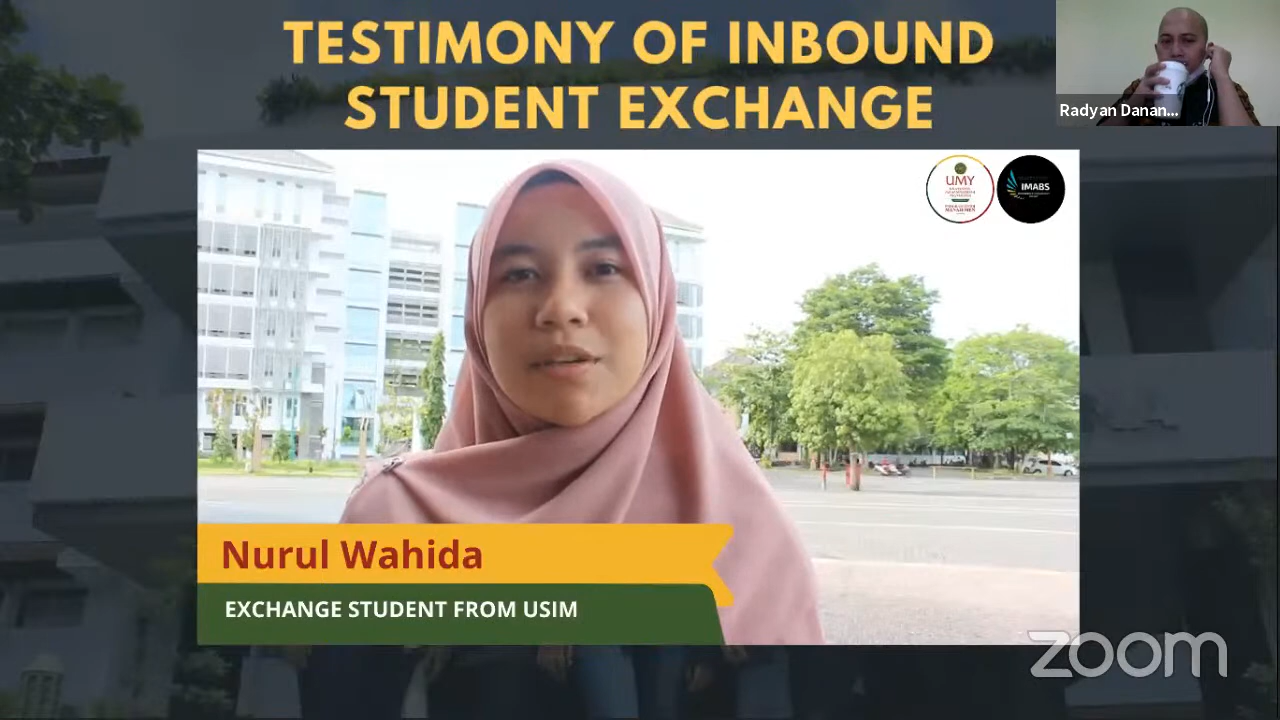 TESTIMONY OF INBOUND
STUDENT EXCHANGE
Radyan Danan...
UMY
IMABS
Nurul Wahida
EXCHANGE STUDENT FROM USIM
zoom